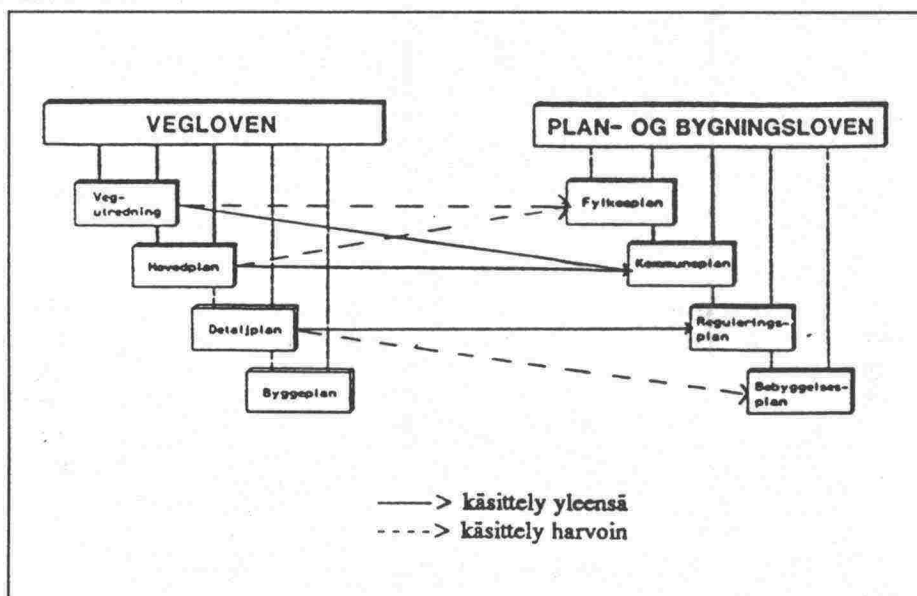 VEGLOVEN
PLAN- OG BYGNINGSLOVEN
Veg-
utredning
Fylkesplan
Hovedplan
Kommuneplan
Detaljplan
Regulerings-
plan
Byggeplan
Bebyggelses-
plan
käsittely yleensä
käsittely harvoin